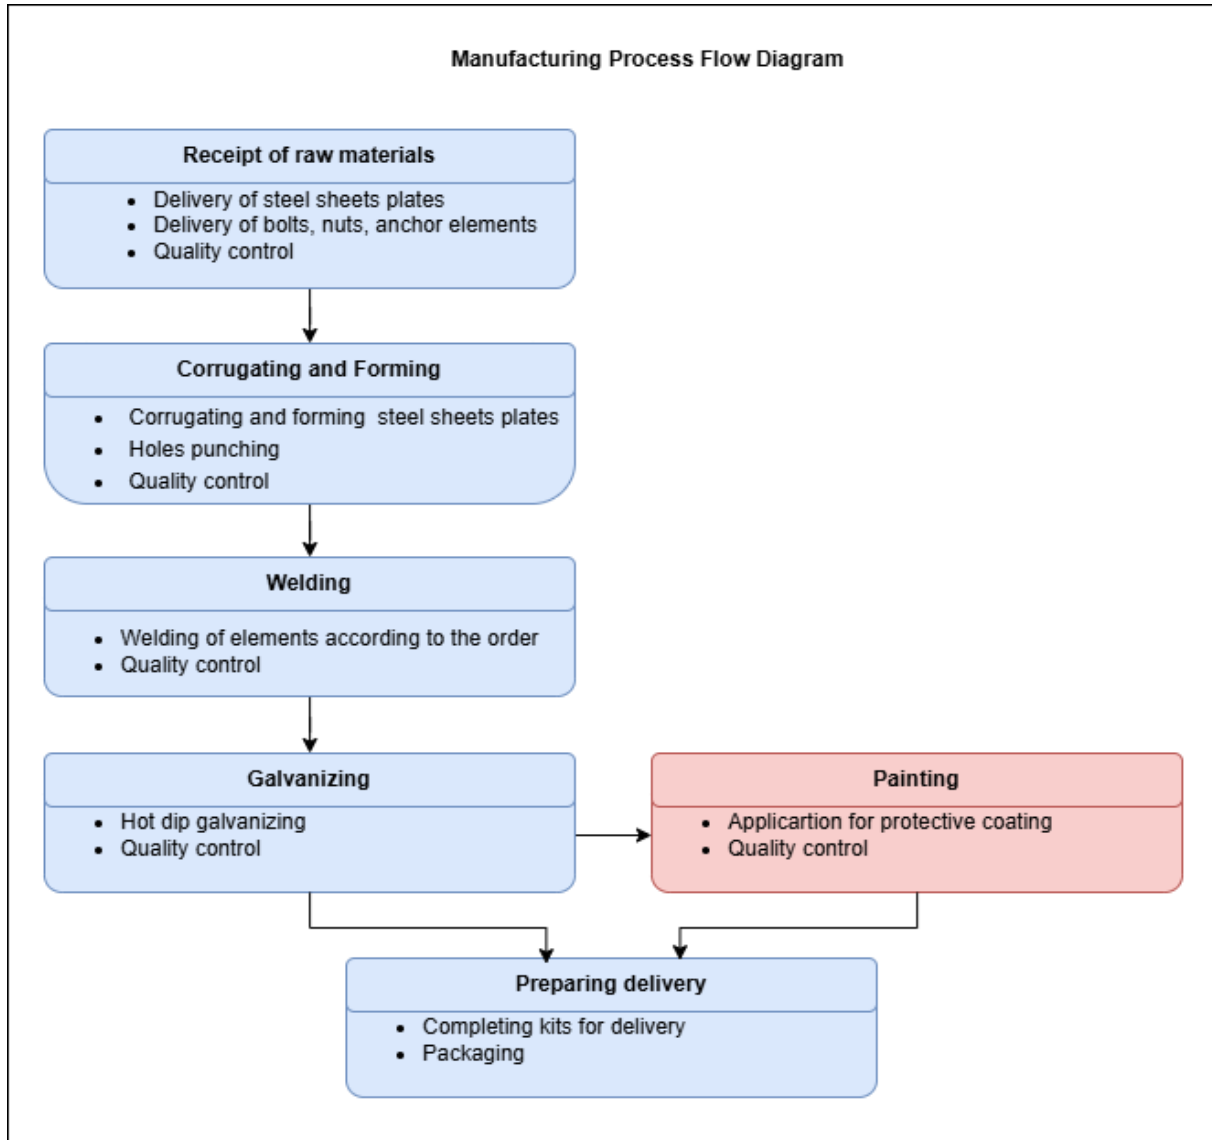 Manufacturing Process Flow Diagram
Receipt of raw materials
• Delivery of steel sheets plates
• Delivery of bolts, nuts, anchor elements
• Quality control
Corrugating and Forming
• Corrugating and forming  steel sheets plates
• Holes punching
• Quality control
Welding
• Welding of elements according to the order
• Quality control
Galvanizing
• Hot dip galvanizing
• Quality control
Painting
• Applicartion for protective coating
• Quality control
Preparing delivery
• Completing kits for delivery
• Packaging